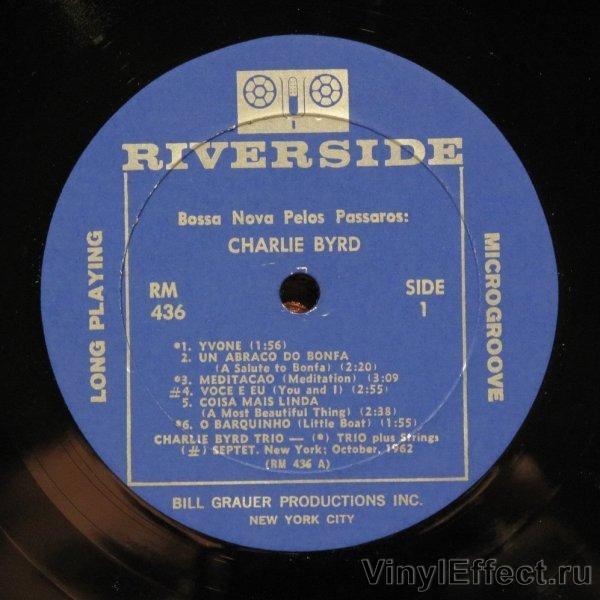 RIVERSIDE
Bossa Nova Pelos Passaros:
CHARLIE BYRD
LONG PLAYING
MICROGROOVE
RM
436
SIDE
1
*1. YVONE (1:56)
2. UN ABRACO DO BONFA
(A Salute to Bonfa) (2:20)
*3. MEDITACAO (Meditation) (3:09
#4. VOCE E EU (You and I) (2:55)
5. COISA MAIS LINDA
(A Most Beautiful Thing) (2:38)
*6. O BARQUINHO (Little Boat) (1:55)
CHARLIE BYRD TRIO — (*) TRIO plus Strings
(#) SEPTET. New York; October, 1962
(RM 436 A)
BILL GRAUER PRODUCTIONS INC.
NEW YORK CITY
VinylEffect.ru